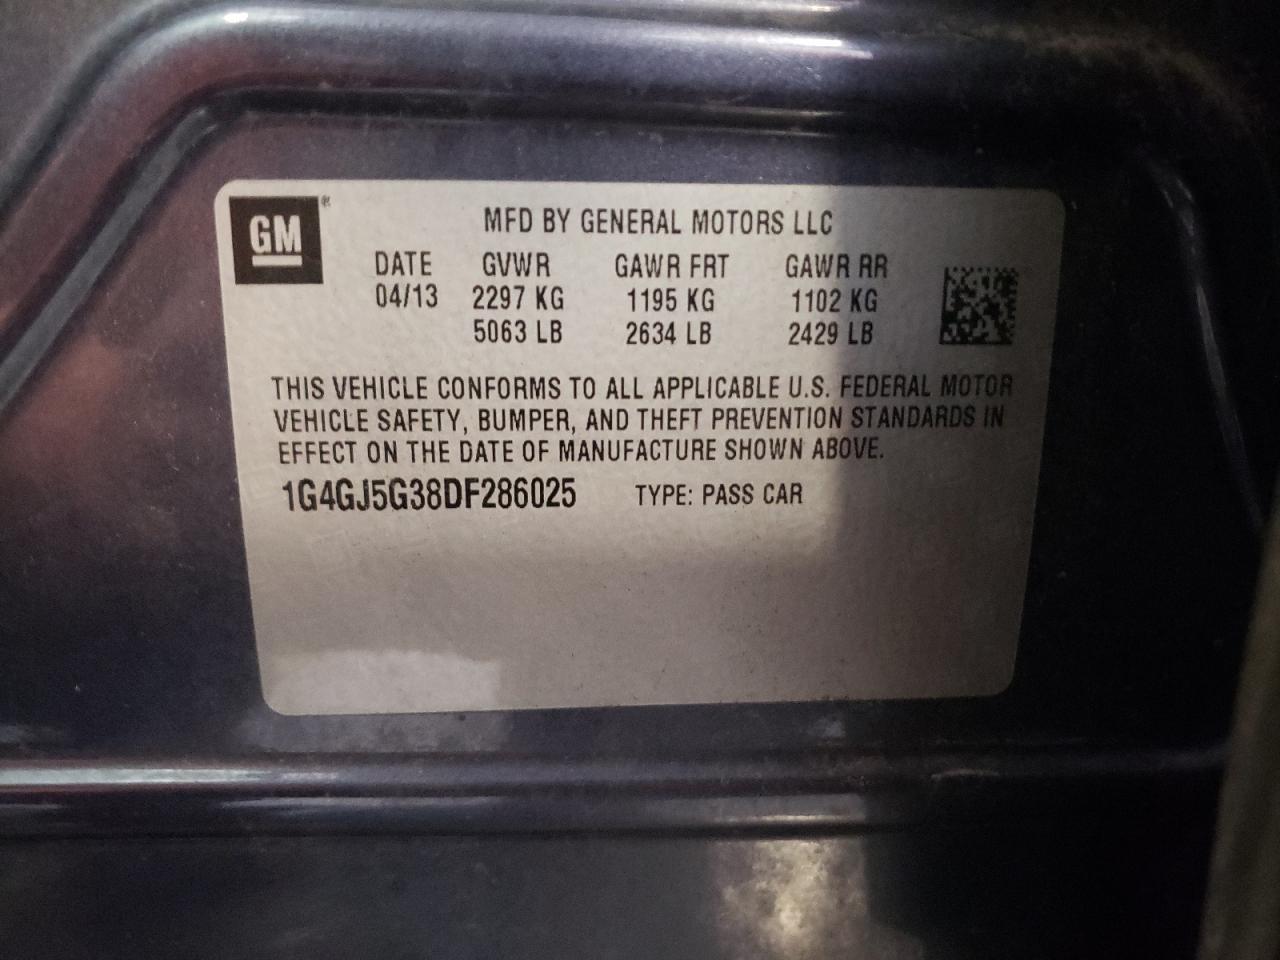 GM®
MFD BY GENERAL MOTORS LLC
DATE GVWR GAWR FRT GAWR RR
04/13 2297 KG 1195 KG 1102 KG
5063 LB 2634 LB 2429 LB
THIS VEHICLE CONFORMS TO ALL APPLICABLE U.S. FEDERAL MOTOR
VEHICLE SAFETY, BUMPER, AND THEFT PREVENTION STANDARDS IN
EFFECT ON THE DATE OF MANUFACTURE SHOWN ABOVE.
1G4GJ5G38DF286025 TYPE: PASS CAR